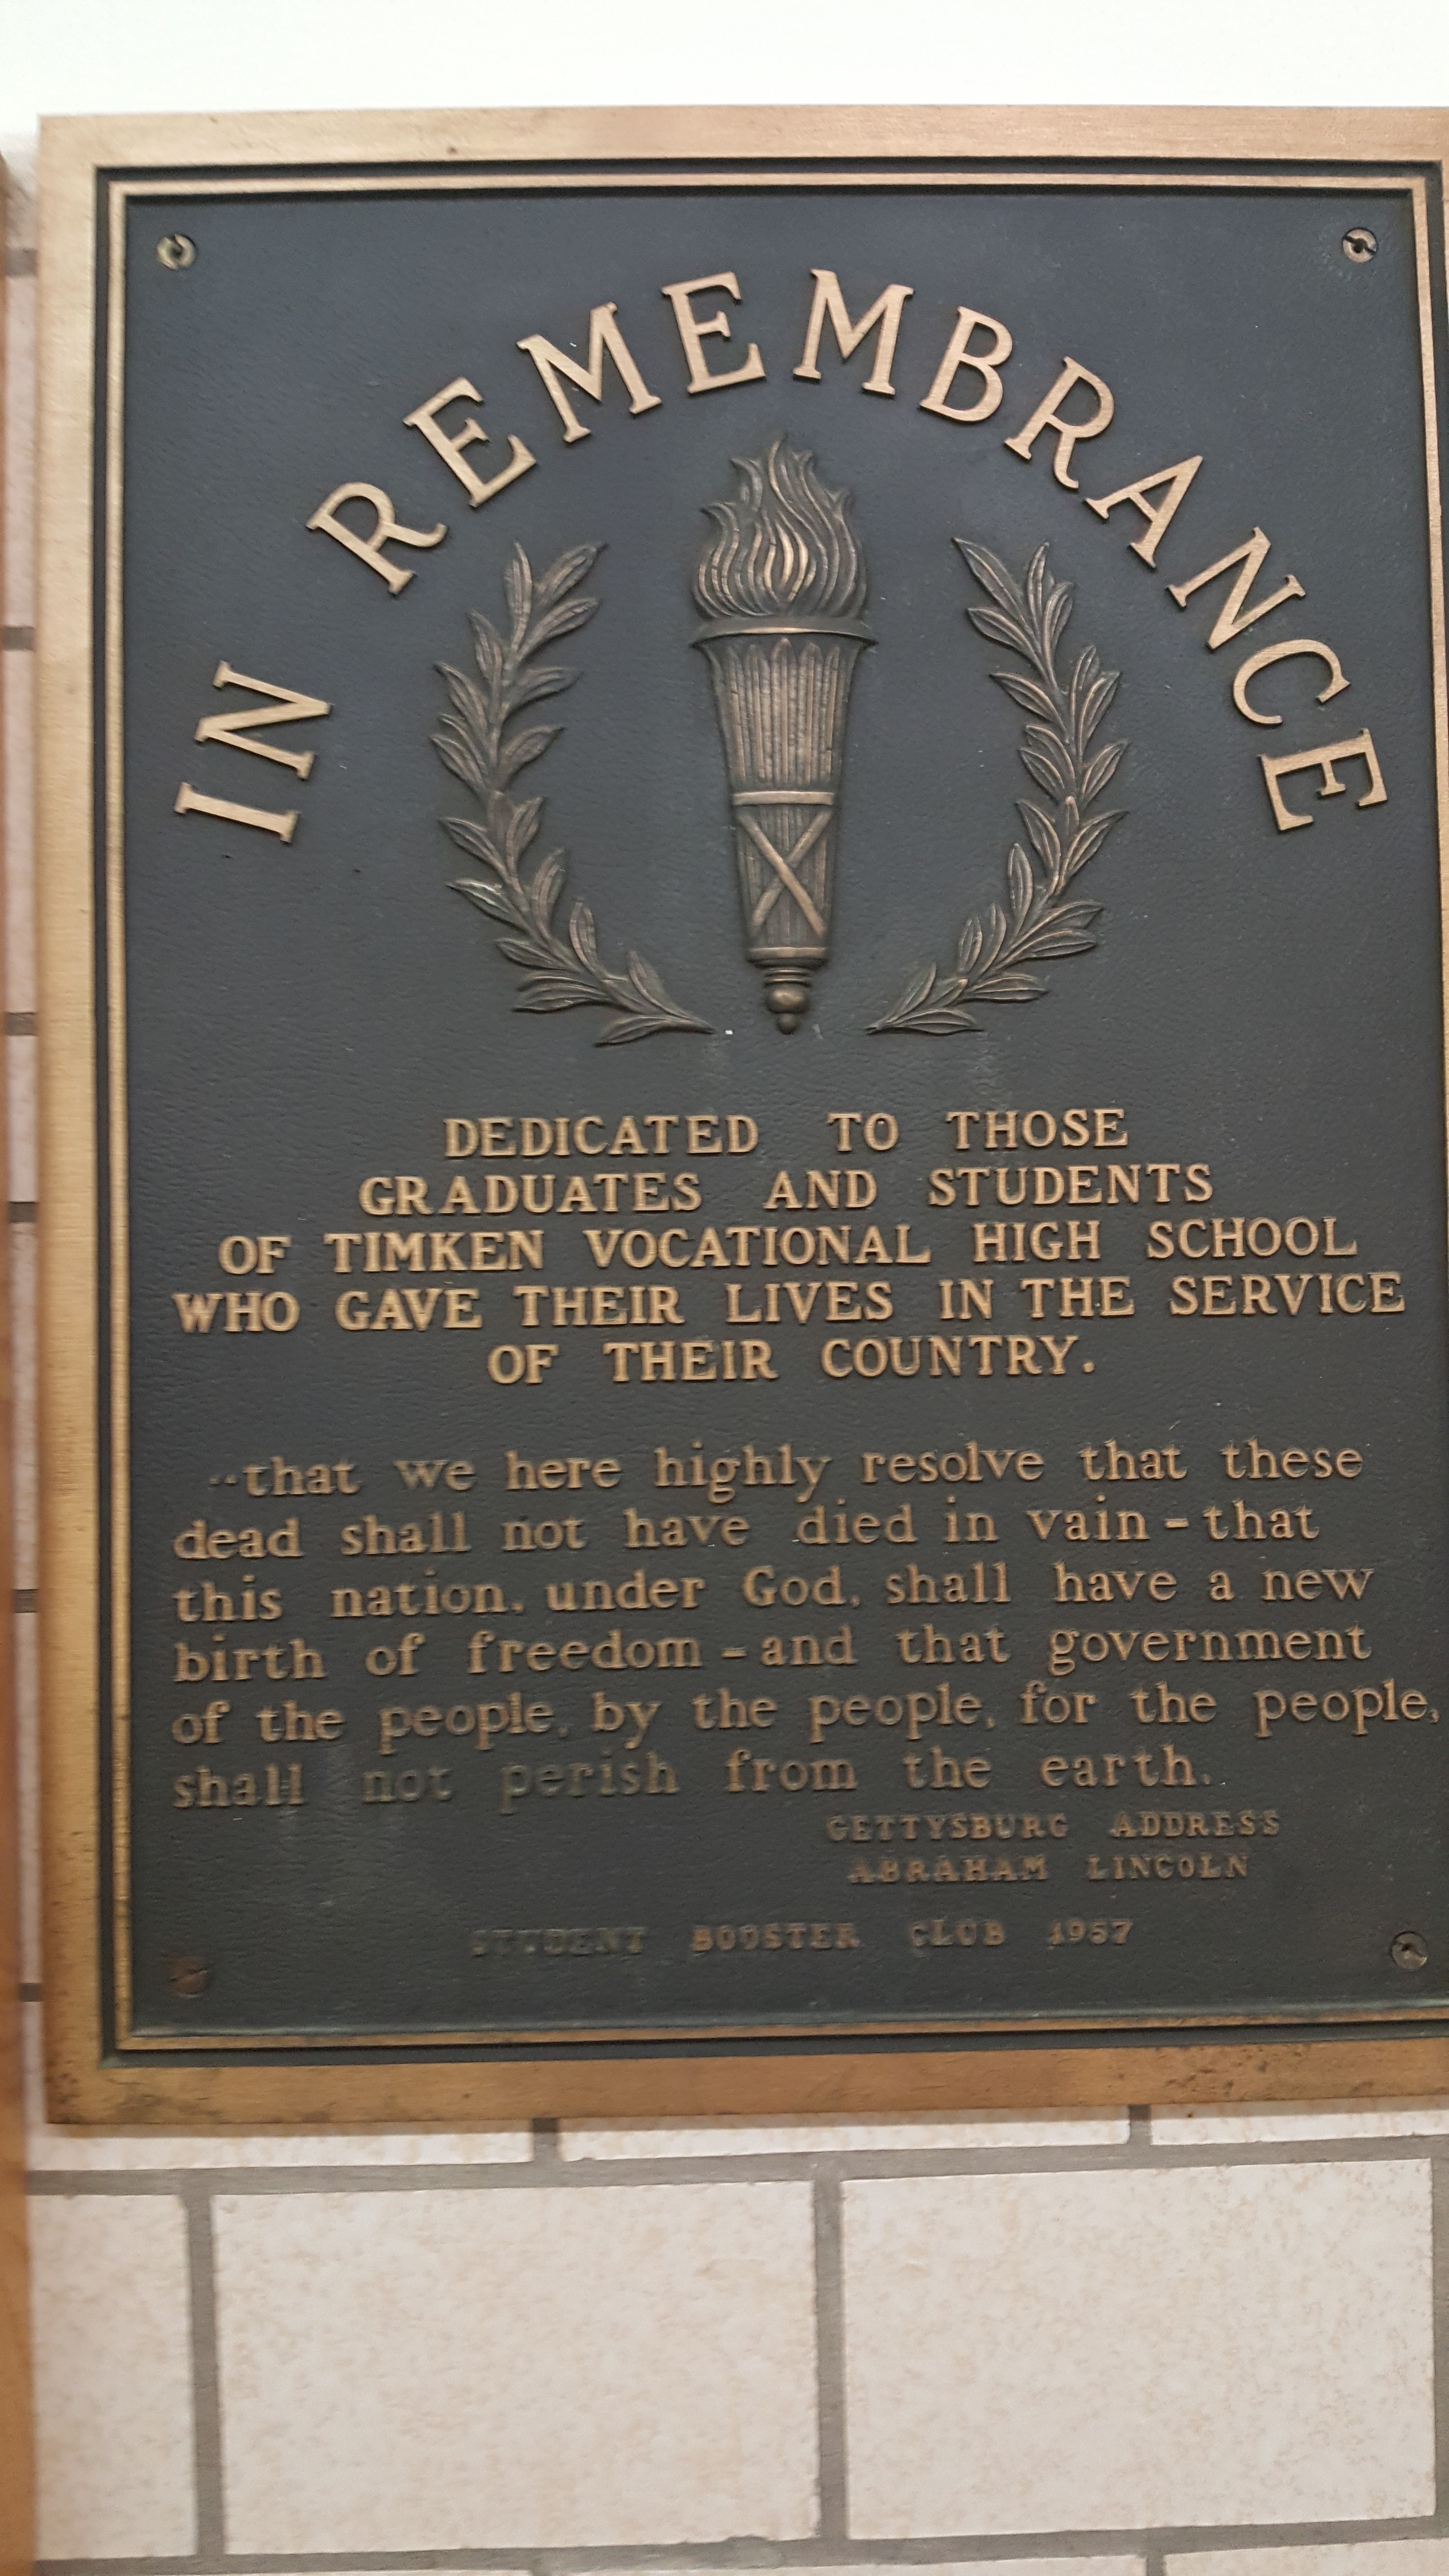 IN REMEMBRANCE
DEDICATED TO THOSE
GRADUATES AND STUDENTS
OF TIMKEN VOCATIONAL HIGH SCHOOL
WHO GAVE THEIR LIVES IN THE SERVICE
OF THEIR COUNTRY.
--that we here highly resolve that these
dead shall not have died in vain - that
this nation, under God, shall have a new
birth of freedom - and that government
of the people, by the people, for the people,
shall not perish from the earth.
GETTYSBURG ADDRESS
ABRAHAM LINCOLN
STUDENT BOOSTER CLUB 1957